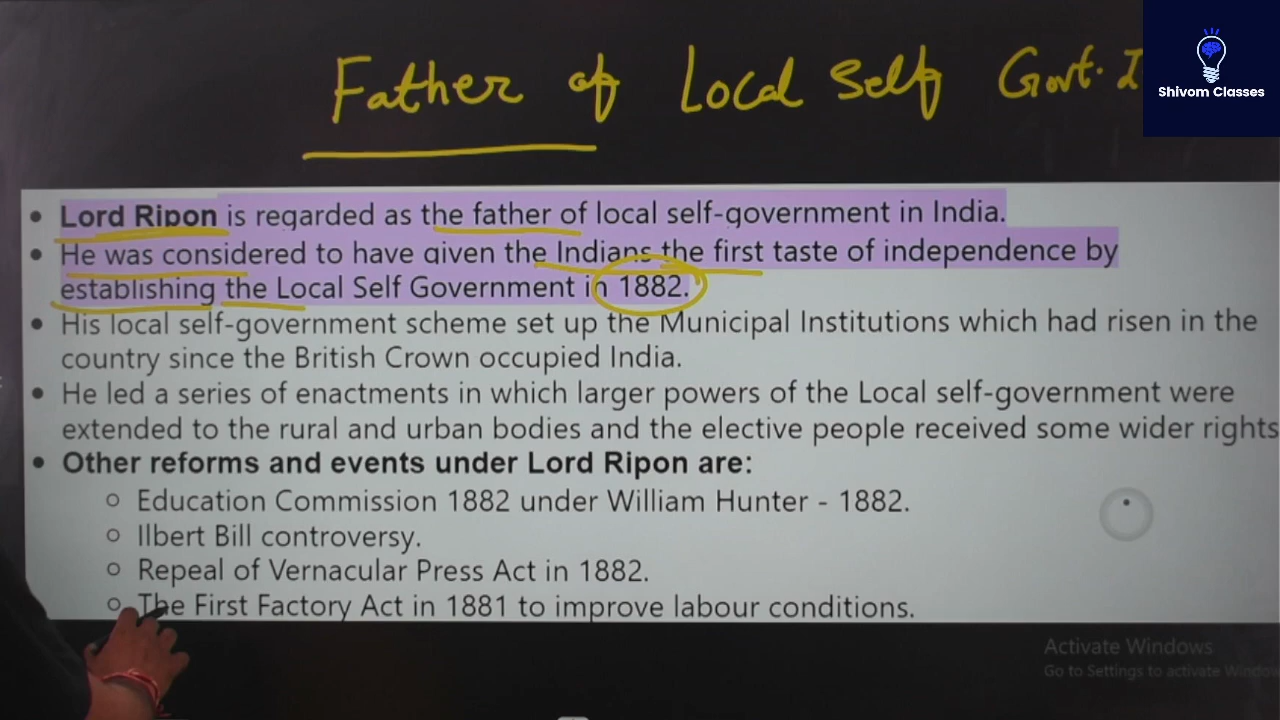 Father of Local Self Govt. I
Shivom Classes
• Lord Ripon is regarded as the father of local self-government in India.
• He was considered to have given the Indians the first taste of independence by
establishing the Local Self Government in 1882.
• His local self-government scheme set up the Municipal Institutions which had risen in the
country since the British Crown occupied India.
• He led a series of enactments in which larger powers of the Local self-government were
extended to the rural and urban bodies and the elective people received some wider rights
• Other reforms and events under Lord Ripon are:
○ Education Commission 1882 under William Hunter - 1882.
○ Ilbert Bill controversy.
○ Repeal of Vernacular Press Act in 1882.
○ The First Factory Act in 1881 to improve labour conditions.
Activate Windows
Go to Settings to activate Windows